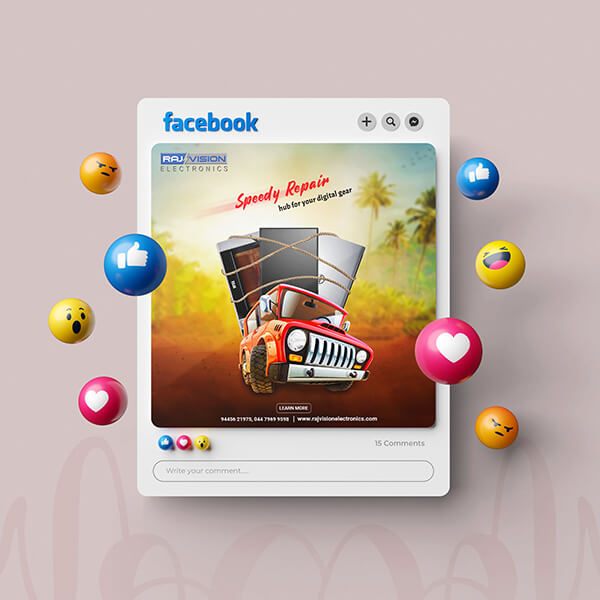 facebook
RAJ VISION
ELECTRONICS
Speedy Repair
hub for your digital gear
LEARN MORE
94456 21975, 044 7969 9598 | www.rajvisionelectronics.com
15 Comments
Write your comment.....